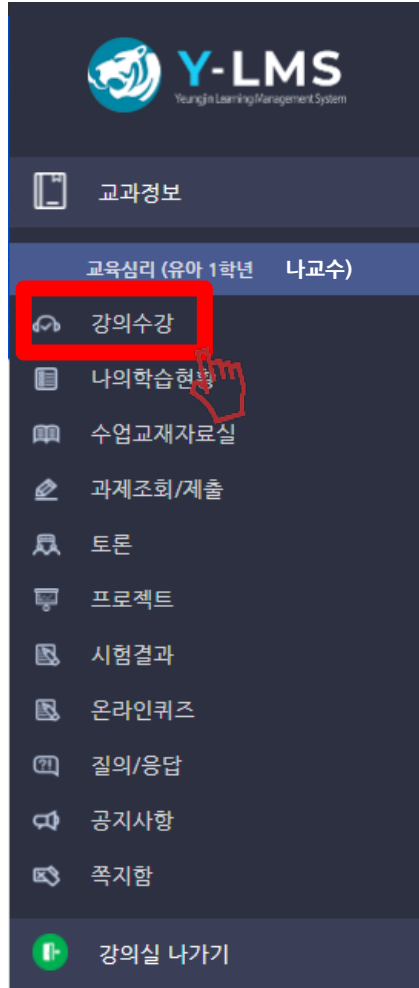 Y-LMS
Yeungjin Learning Management System
교과정보
교육심리 (유아 1학년 나교수)
강의수강
나의학습현황
수업교재자료실
과제조회/제출
토론
프로젝트
시험결과
온라인퀴즈
질의/응답
공지사항
쪽지함
강의실 나가기